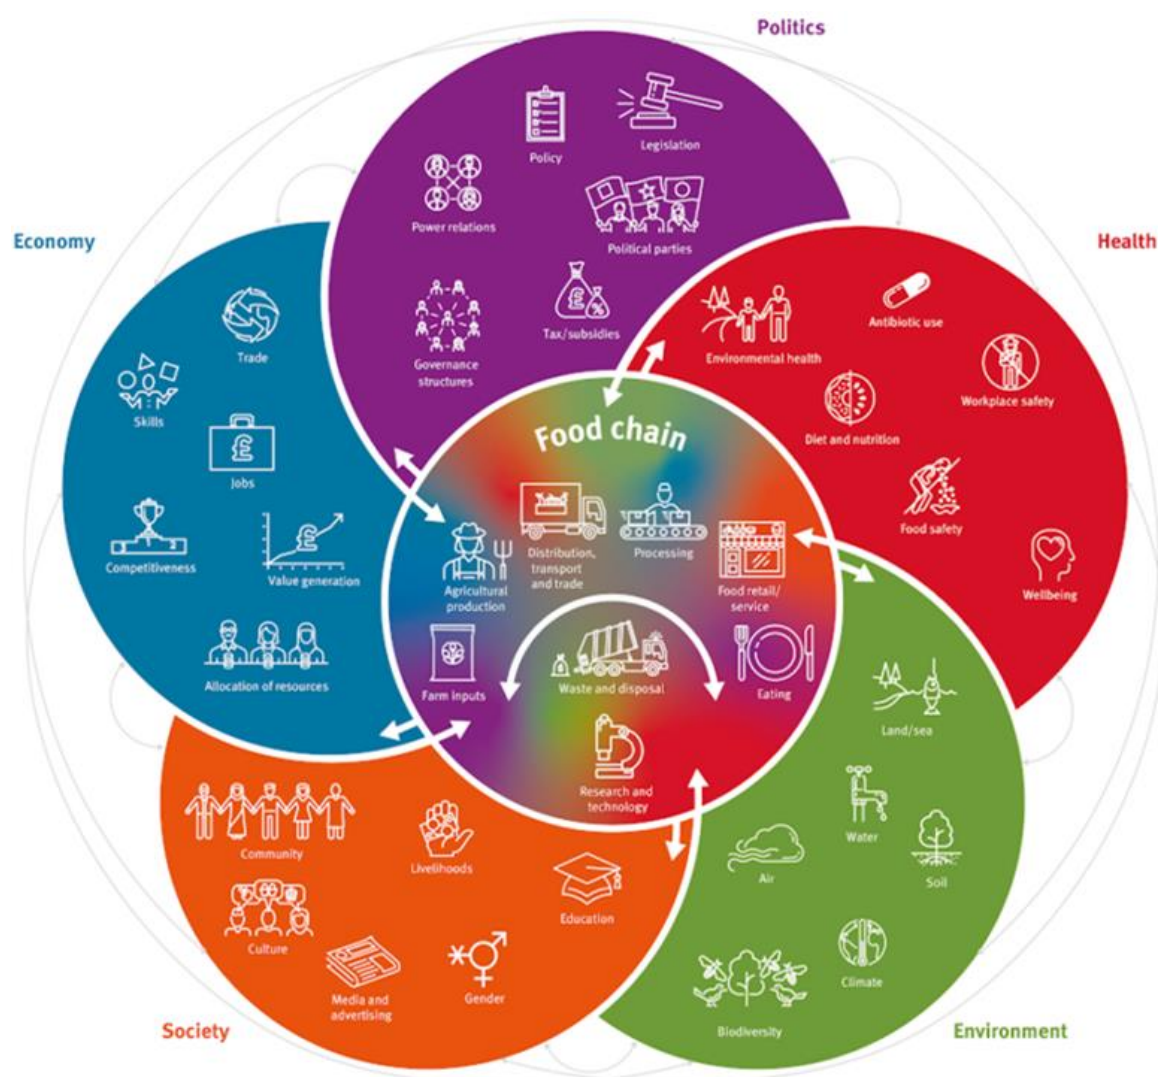 Politics
Policy
Legislation
Power relations
Political parties
Governance
structures
Tax/subsidies
£
%
Economy
Trade
Skills
£
Jobs
Competitiveness
1
2
3
£
Value generation
Allocation of resources
Health
Environmental health
Antibiotic use
Workplace safety
Diet and nutrition
Food safety
Wellbeing
Food chain
Distribution,
transport
and trade
Processing
Agricultural
production
Food retail/
service
Farm inputs
Waste and disposal
Eating
Research and
technology
Society
Community
Livelihoods
Education
Culture
Media and
advertising
Gender
Environment
Land/sea
Water
Air
Soil
Climate
Biodiversity